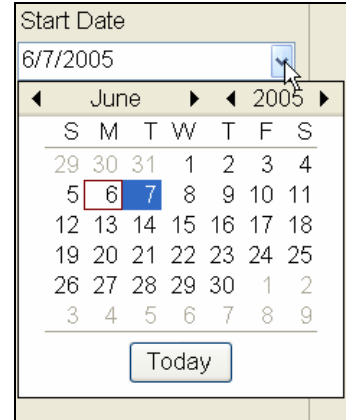 Start Date
6/7/2005
June 2005
S M T W T F S
29 30 31 1 2 3 4
5 6 7 8 9 10 11
12 13 14 15 16 17 18
19 20 21 22 23 24 25
26 27 28 29 30 1 2
3 4 5 6 7 8 9
Today